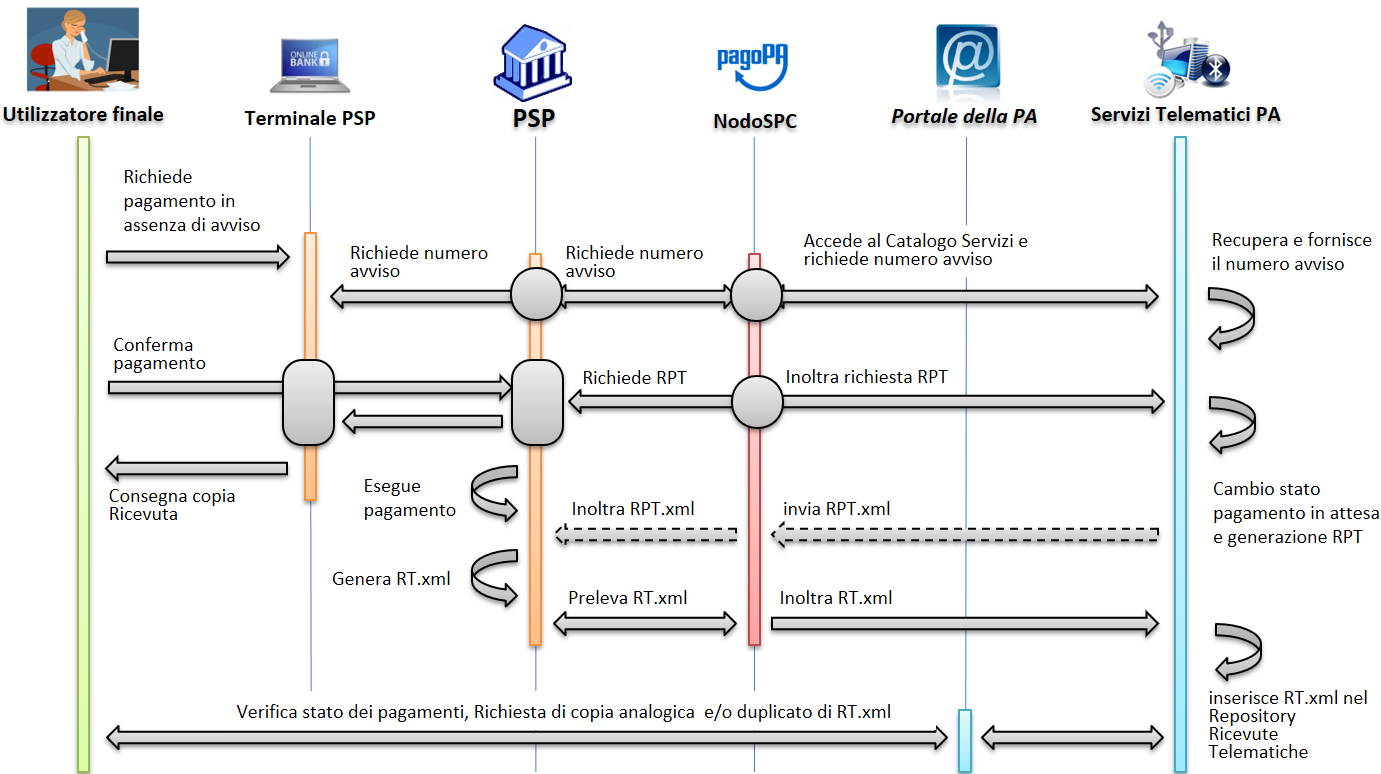 ONLINE
BANK
pagoPA
@
Utilizzatore finale
Terminale PSP
PSP
NodoSPC
Portale della PA
Servizi Telematici PA
Richiede
pagamento in
assenza di avviso
Richiede numero
avviso
Richiede numero
avviso
Accede al Catalogo Servizi e
richiede numero avviso
Recupera e fornisce
il numero avviso
Conferma
pagamento
Richiede RPT
Inoltra richiesta RPT
Consegna copia
Ricevuta
Esegue
pagamento
Inoltra RPT.xml
invia RPT.xml
Cambio stato
pagamento in attesa
e generazione RPT
Genera RT.xml
Preleva RT.xml
Inoltra RT.xml
inserisce RT.xml nel
Repository
Ricevute
Telematiche
Verifica stato dei pagamenti, Richiesta di copia analogica e/o duplicato di RT.xml